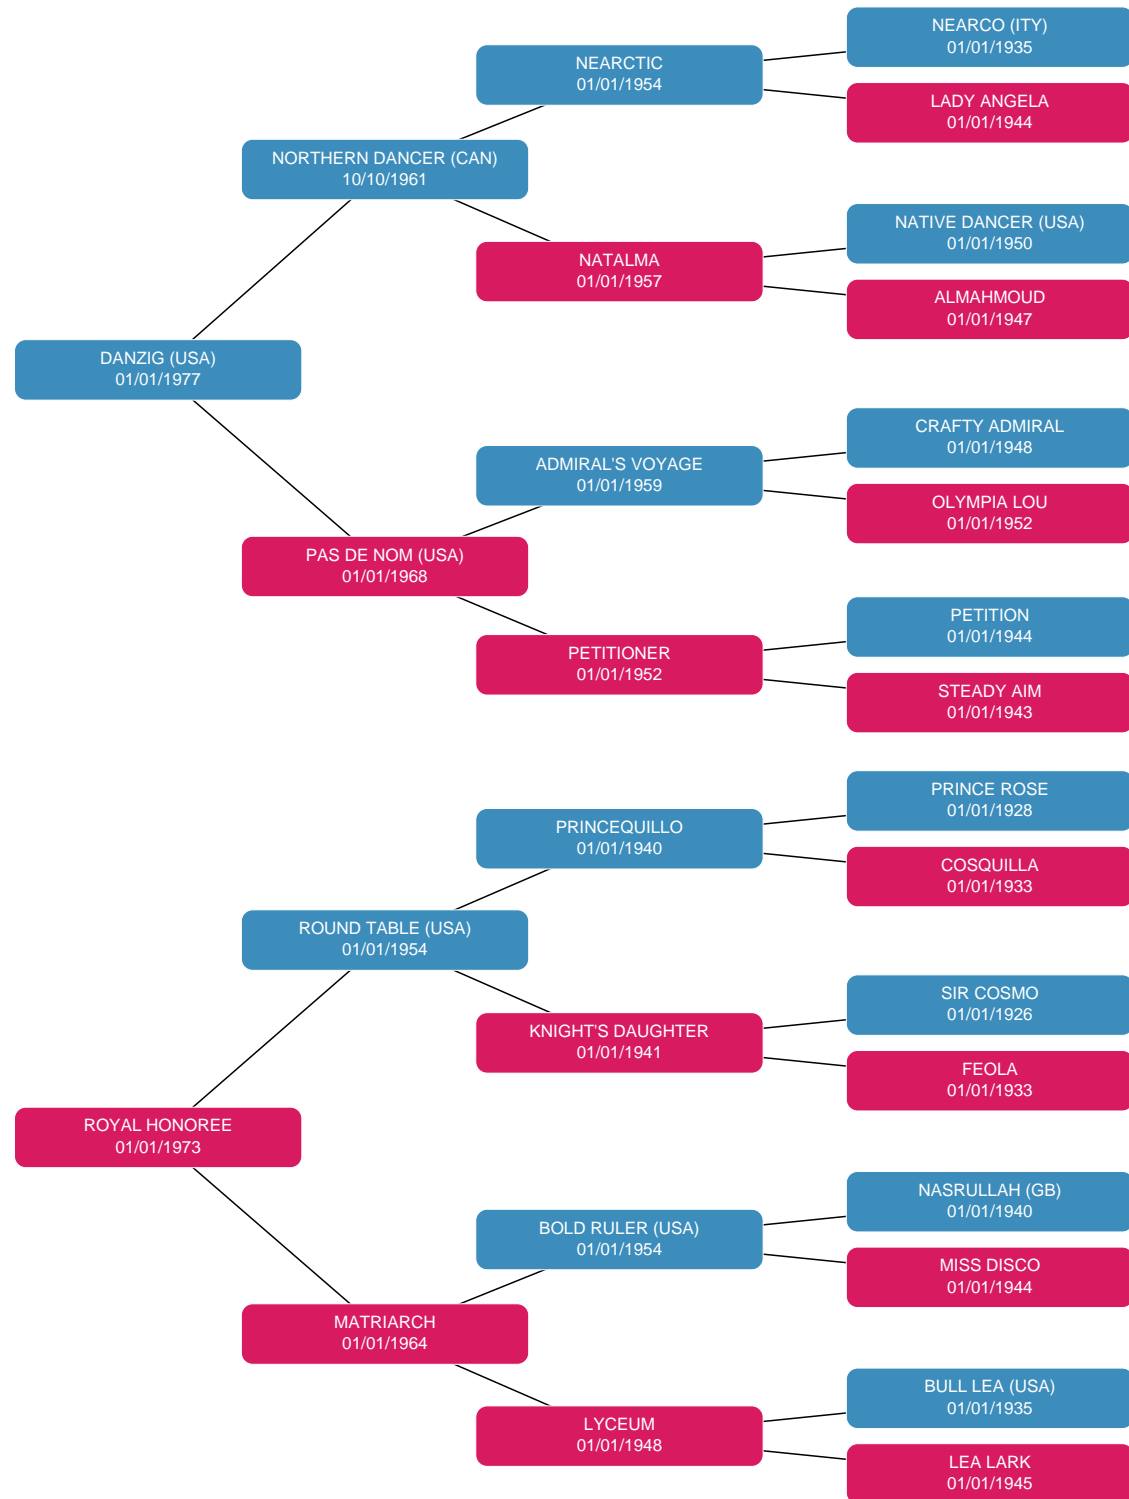 NEARCO (ITY)
01/01/1935
NEARCTIC
01/01/1954
LADY ANGELA
01/01/1944
NORTHERN DANCER (CAN)
10/10/1961
NATIVE DANCER (USA)
01/01/1950
NATALMA
01/01/1957
ALMAHMOUD
01/01/1947
DANZIG (USA)
01/01/1977
CRAFTY ADMIRAL
01/01/1948
ADMIRAL'S VOYAGE
01/01/1959
OLYMPIA LOU
01/01/1952
PAS DE NOM (USA)
01/01/1968
PETITION
01/01/1944
PETITIONER
01/01/1952
STEADY AIM
01/01/1943
PRINCE ROSE
01/01/1928
PRINCEQUILLO
01/01/1940
COSQUILLA
01/01/1933
ROUND TABLE (USA)
01/01/1954
SIR COSMO
01/01/1926
KNIGHT'S DAUGHTER
01/01/1941
FEOLA
01/01/1933
ROYAL HONOREE
01/01/1973
NASRULLAH (GB)
01/01/1940
BOLD RULER (USA)
01/01/1954
MISS DISCO
01/01/1944
MATRIARCH
01/01/1964
BULL LEA (USA)
01/01/1935
LYCEUM
01/01/1948
LEA LARK
01/01/1945